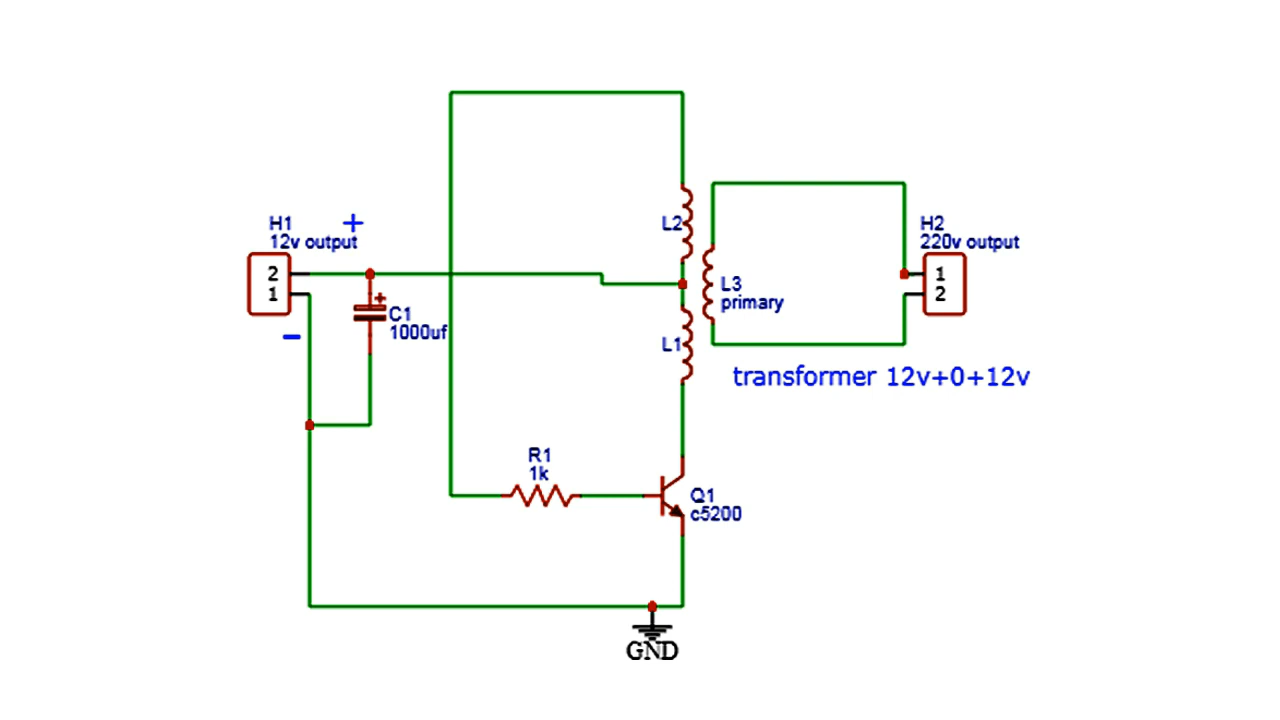 H1
12v output
+
2
1
−
C1
1000uf
+
L2
L1
L3
primary
H2
220v output
1
2
transformer 12v+0+12v
R1
1k
Q1
c5200
GND